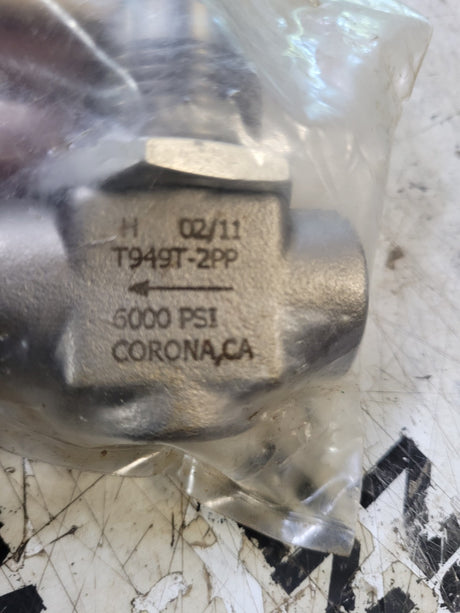 H 02/11
T949T-2PP
6000 PSI
CORONA,CA